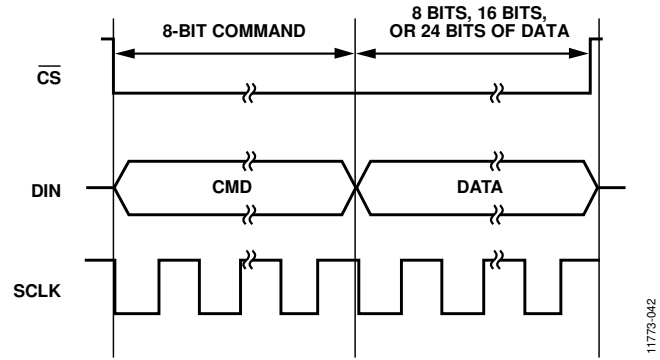 8-BIT COMMAND
8 BITS, 16 BITS,
OR 24 BITS OF DATA
CS
DIN
CMD
DATA
SCLK
11773-042